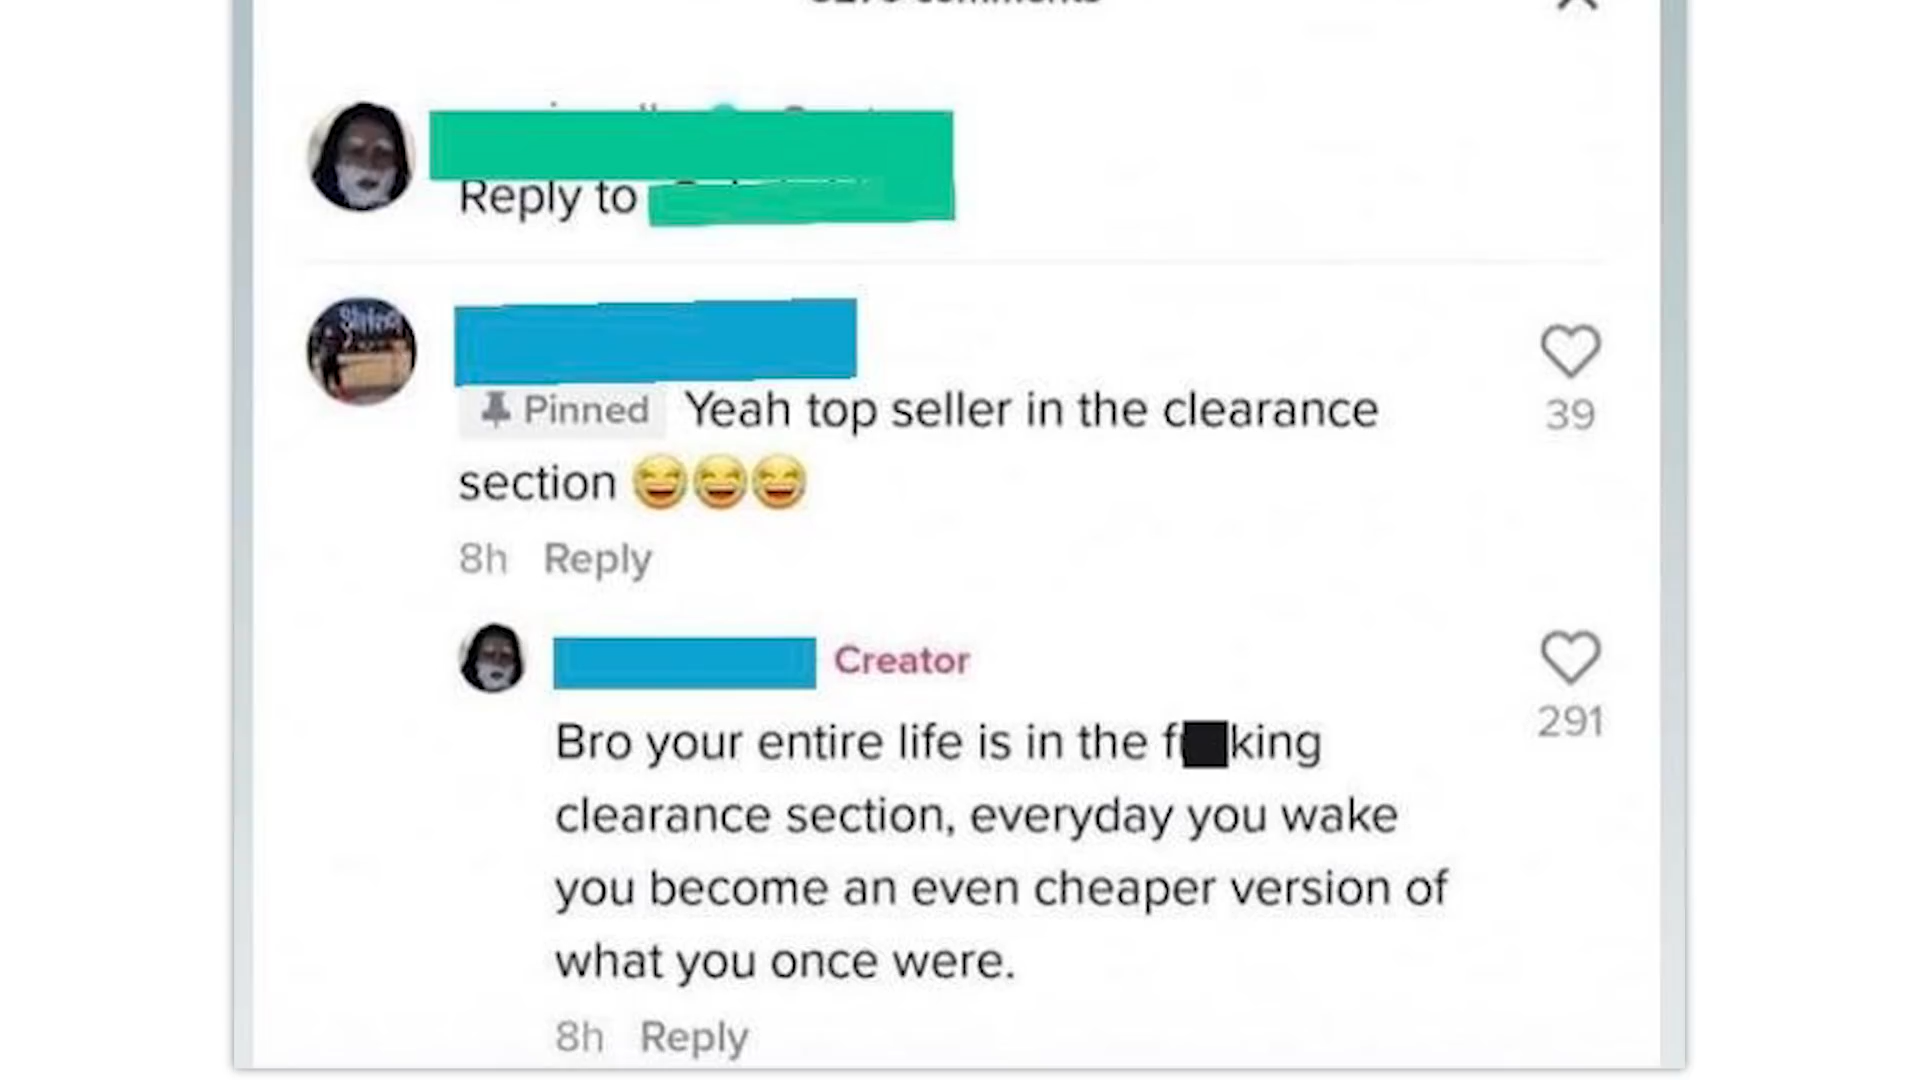 comments
Reply to
Pinned Yeah top seller in the clearance
section 😆😆😆
39
8h Reply
Creator
Bro your entire life is in the f█king
clearance section, everyday you wake
you become an even cheaper version of
what you once were.
291
8h Reply